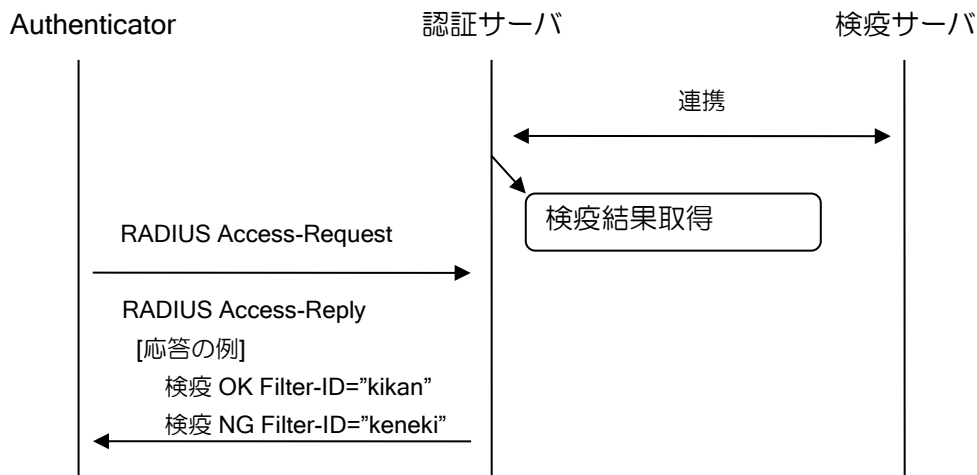 Authenticator
認証サーバ
検疫サーバ
連携
検疫結果取得
RADIUS Access-Request
RADIUS Access-Reply
[応答の例]
検疫 OK Filter-ID=”kikan”
検疫 NG Filter-ID=”keneki”